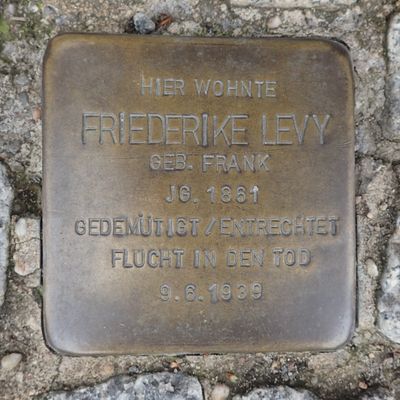 HIER WOHNTE
FRIEDERIKE LEVY
GEB. FRANK
JG. 1861
GEDEMÜTIGT/ENTRECHTET
FLUCHT IN DEN TOD
9.6.1939